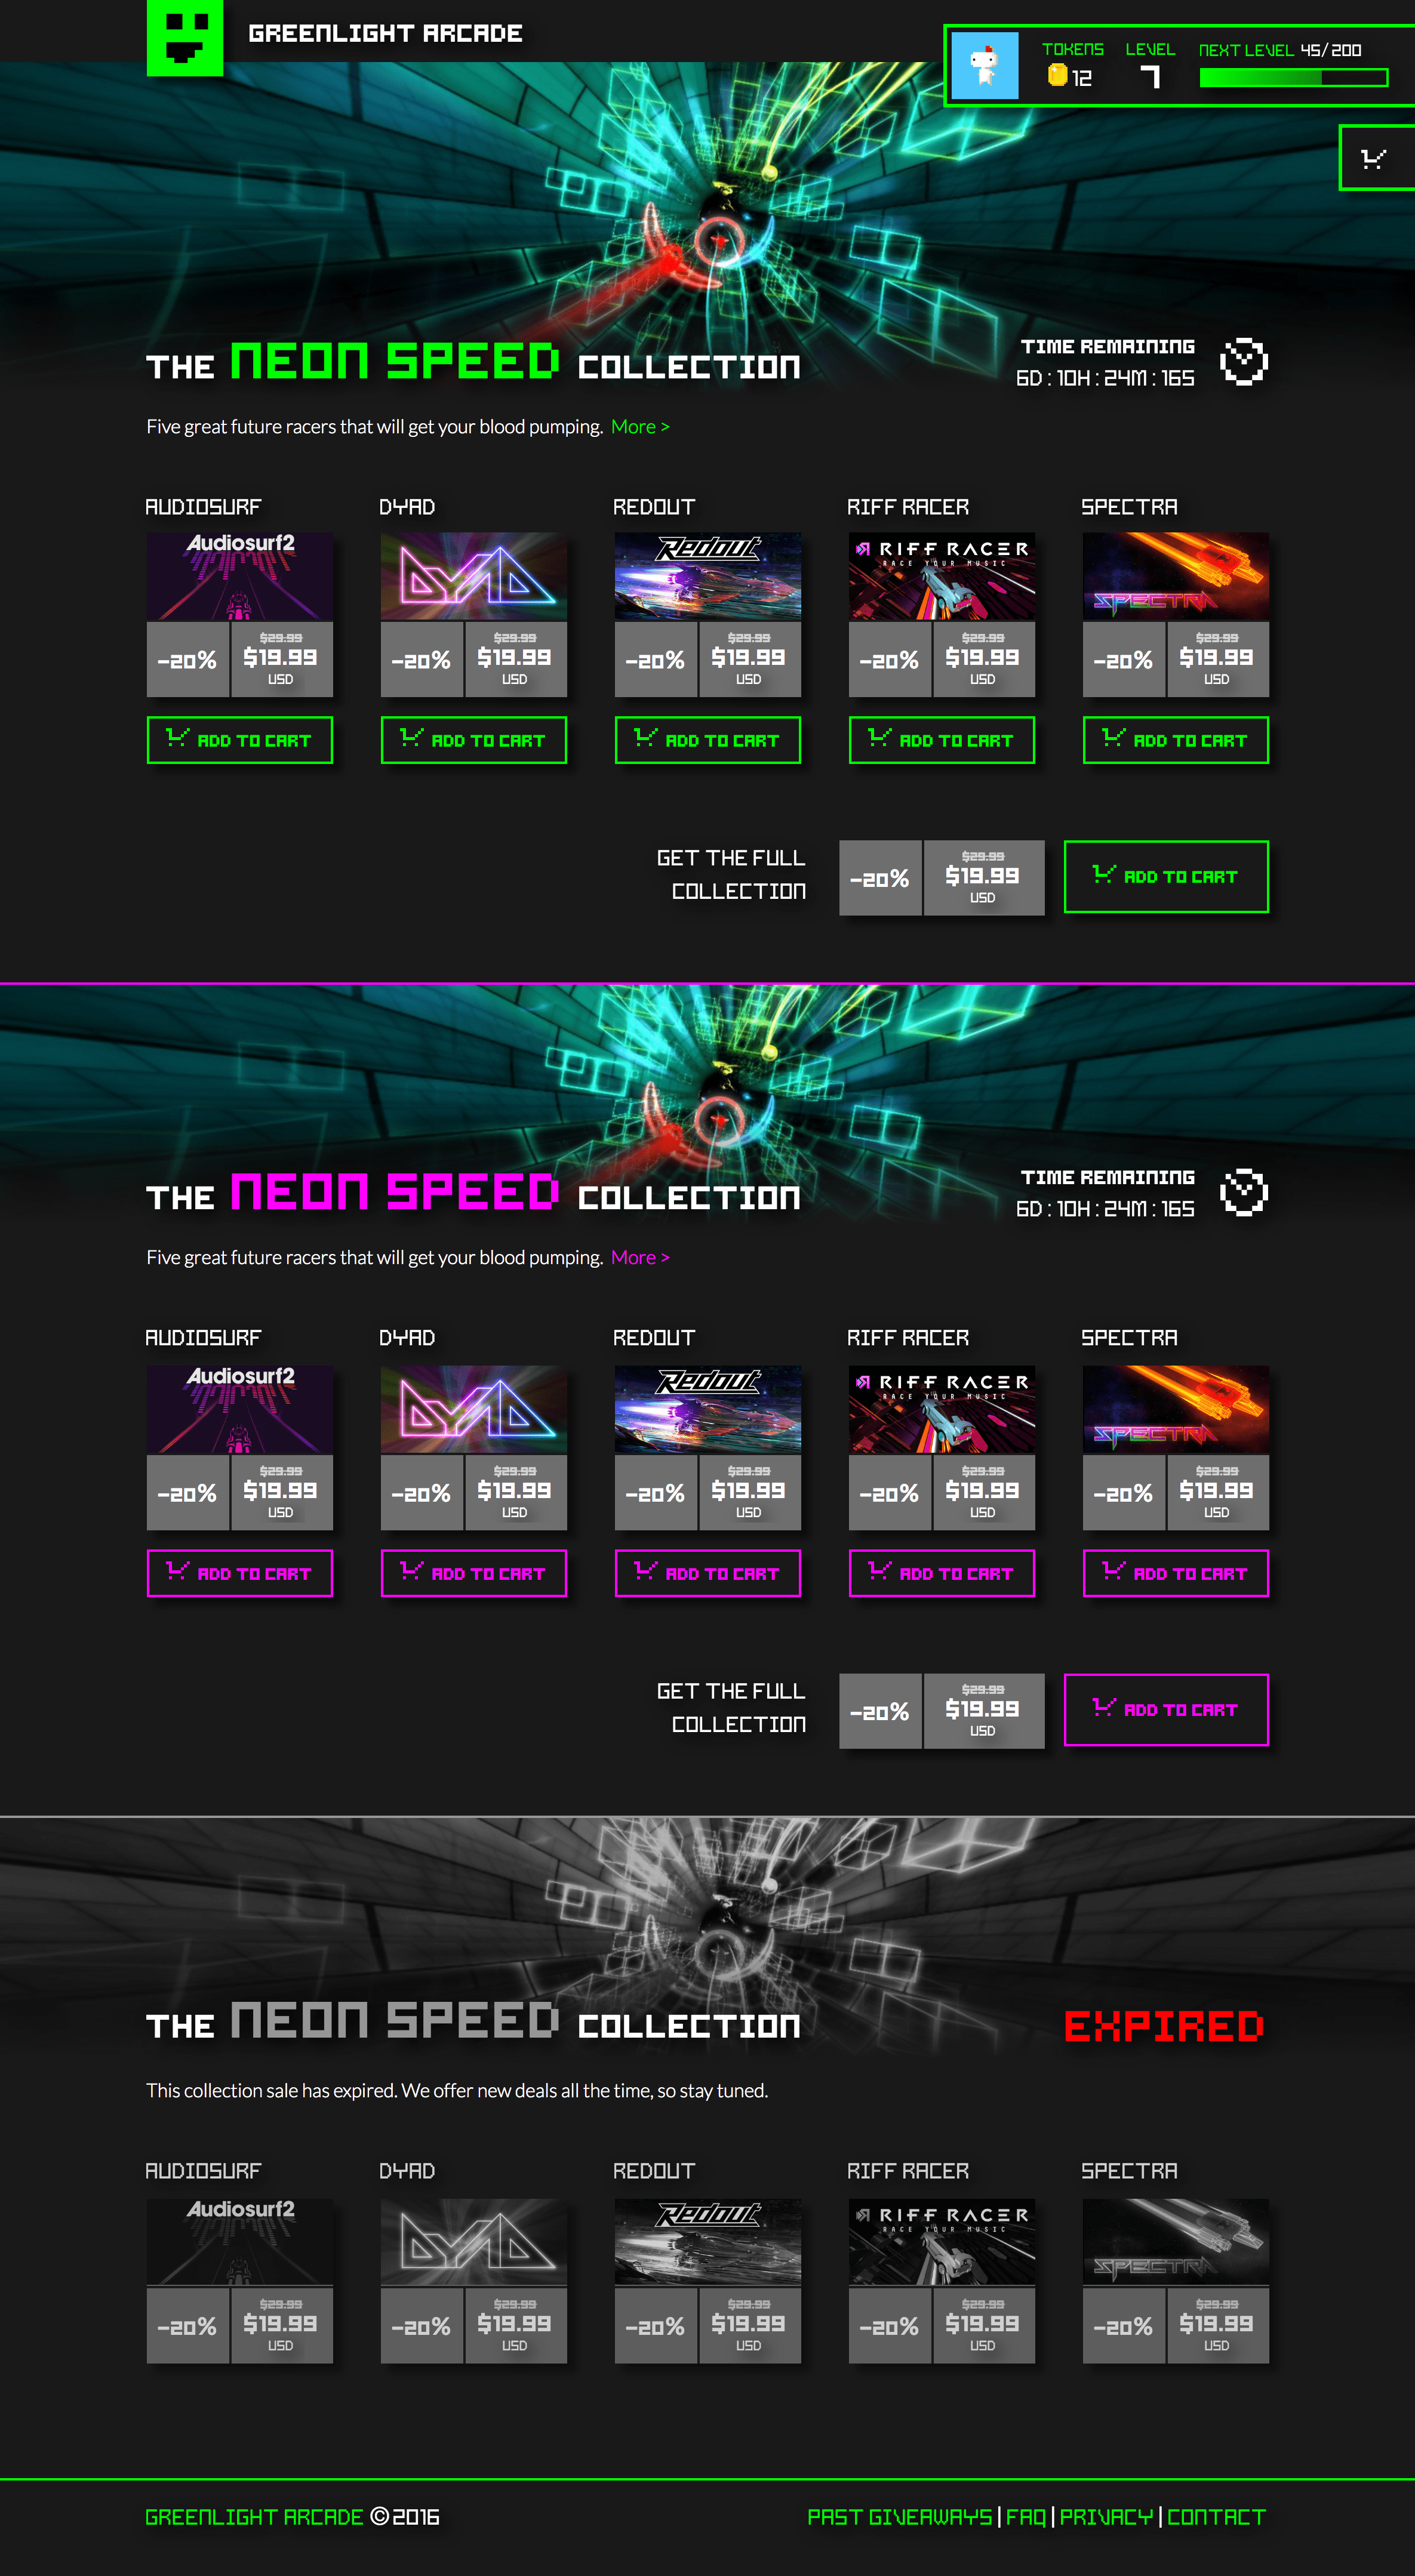 GREENLIGHT ARCADE
TOKENS LEVEL NEXT LEVEL 45/200
12 7
THE NEON SPEED COLLECTION
TIME REMAINING
6D : 10H : 24M : 16S
Five great future racers that will get your blood pumping. More >
AUDIOSURF DYAD REDOUT RIFF RACER SPECTRA
Audiosurf2 DYAD Redout RIFF RACER SPECTRA
RACE YOUR MUSIC
$29.99 $29.99 $29.99 $29.99 $29.99
-20% $19.99 -20% $19.99 -20% $19.99 -20% $19.99 -20% $19.99
USD USD USD USD USD
ADD TO CART ADD TO CART ADD TO CART ADD TO CART ADD TO CART
GET THE FULL
COLLECTION
$29.99
-20% $19.99
USD
ADD TO CART
THE NEON SPEED COLLECTION
TIME REMAINING
6D : 10H : 24M : 16S
Five great future racers that will get your blood pumping. More >
AUDIOSURF DYAD REDOUT RIFF RACER SPECTRA
Audiosurf2 DYAD Redout RIFF RACER SPECTRA
RACE YOUR MUSIC
$29.99 $29.99 $29.99 $29.99 $29.99
-20% $19.99 -20% $19.99 -20% $19.99 -20% $19.99 -20% $19.99
USD USD USD USD USD
ADD TO CART ADD TO CART ADD TO CART ADD TO CART ADD TO CART
GET THE FULL
COLLECTION
$29.99
-20% $19.99
USD
ADD TO CART
THE NEON SPEED COLLECTION
EXPIRED
This collection sale has expired. We offer new deals all the time, so stay tuned.
AUDIOSURF DYAD REDOUT RIFF RACER SPECTRA
Audiosurf2 DYAD Redout RIFF RACER SPECTRA
RACE YOUR MUSIC
$29.99 $29.99 $29.99 $29.99 $29.99
-20% $19.99 -20% $19.99 -20% $19.99 -20% $19.99 -20% $19.99
USD USD USD USD USD
GREENLIGHT ARCADE ©2016
PAST GIVEAWAYS | FAQ | PRIVACY | CONTACT